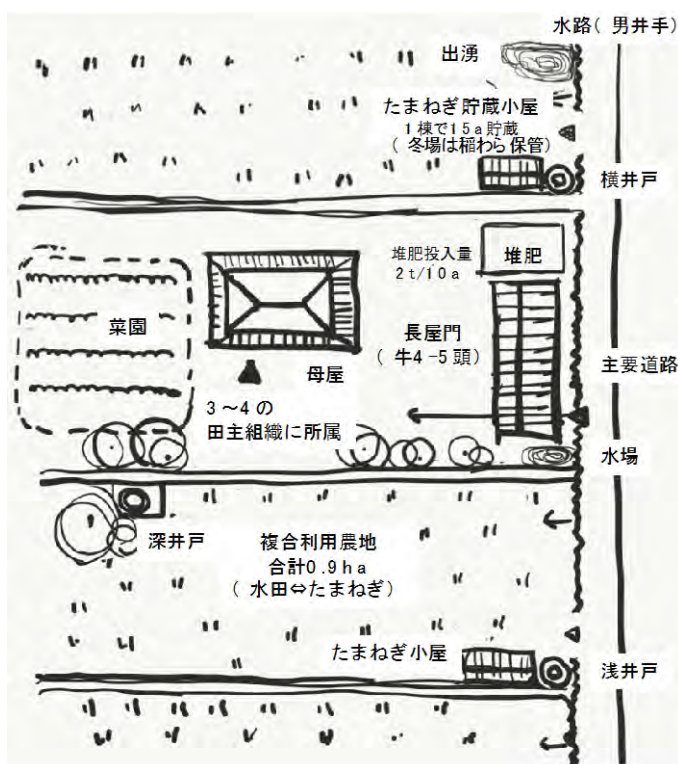 水路( 男井手)
出湧
たまねぎ貯蔵小屋
1棟で15a貯蔵
( 冬場は稲わら保管)
横井戸
堆肥投入量
2t/10a
堆肥
菜園
長屋門
( 牛4-5頭)
母屋
主要道路
3～4の
田主組織に所属
水場
深井戸
複合利用農地
合計0.9ha
( 水田⇔たまねぎ)
たまねぎ小屋
浅井戸